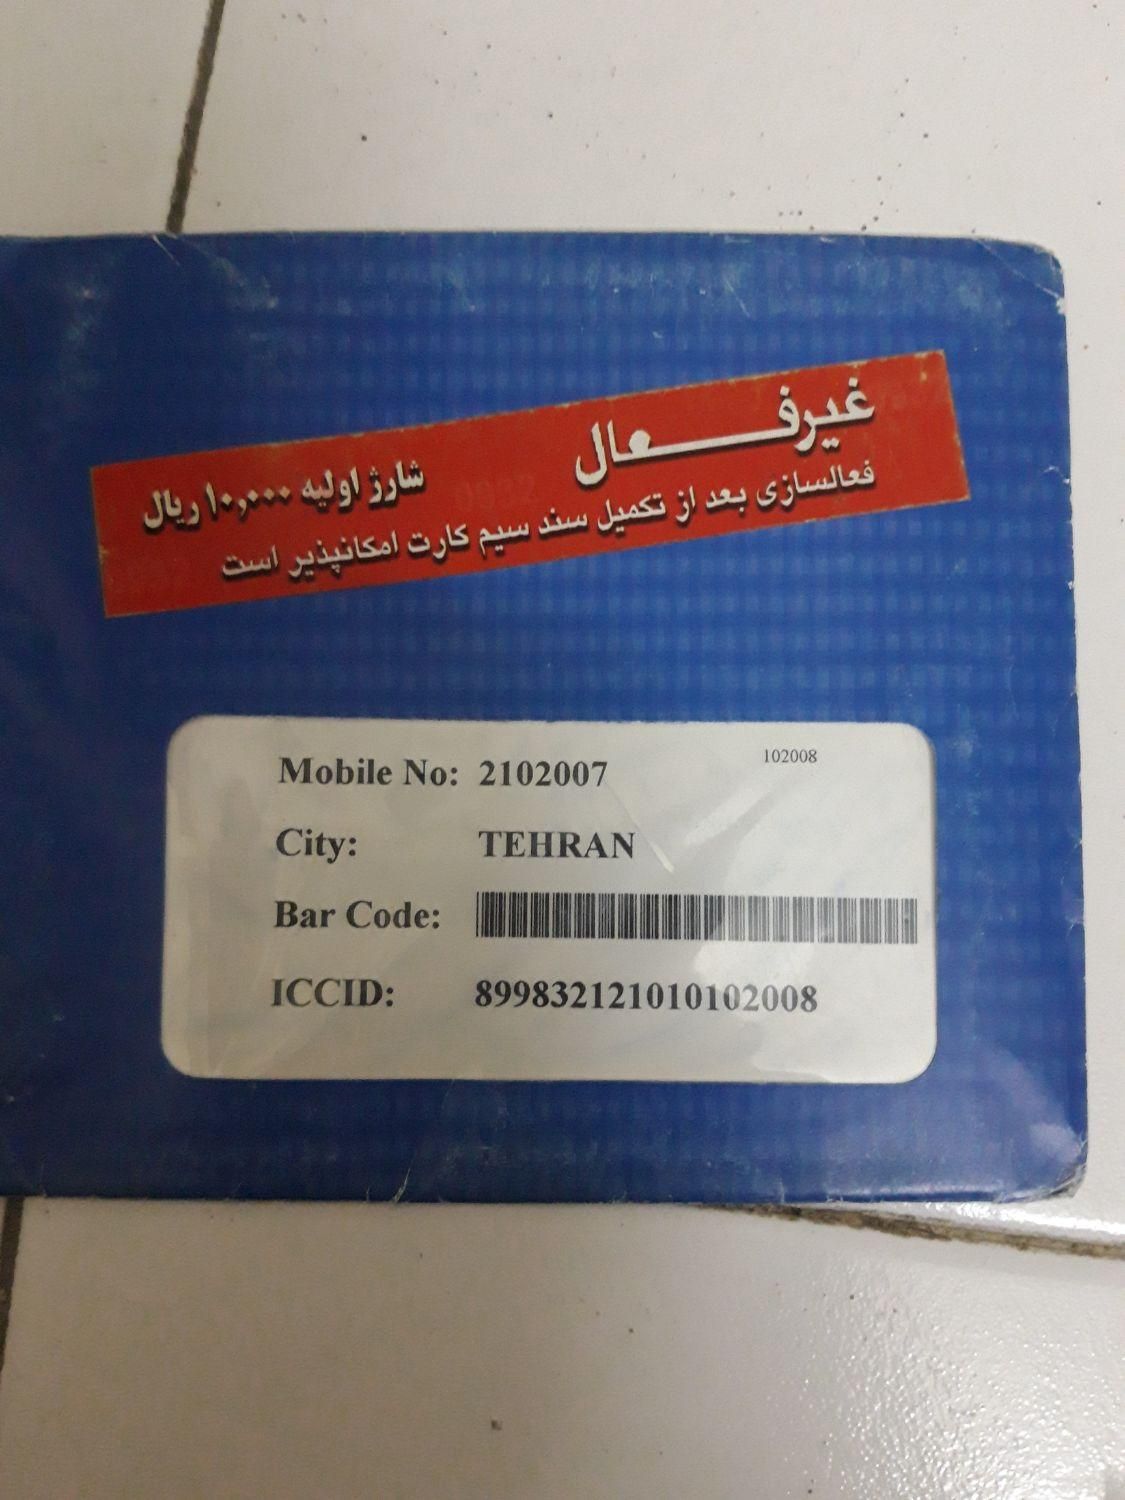 غیرفعال
شارژ اولیه ۱۰,۰۰۰ ریال
فعالسازی بعد از تکمیل سند سیم کارت امکانپذیر است
102008
Mobile No: 2102007
City: TEHRAN
Bar Code:
ICCID: 899832121010102008